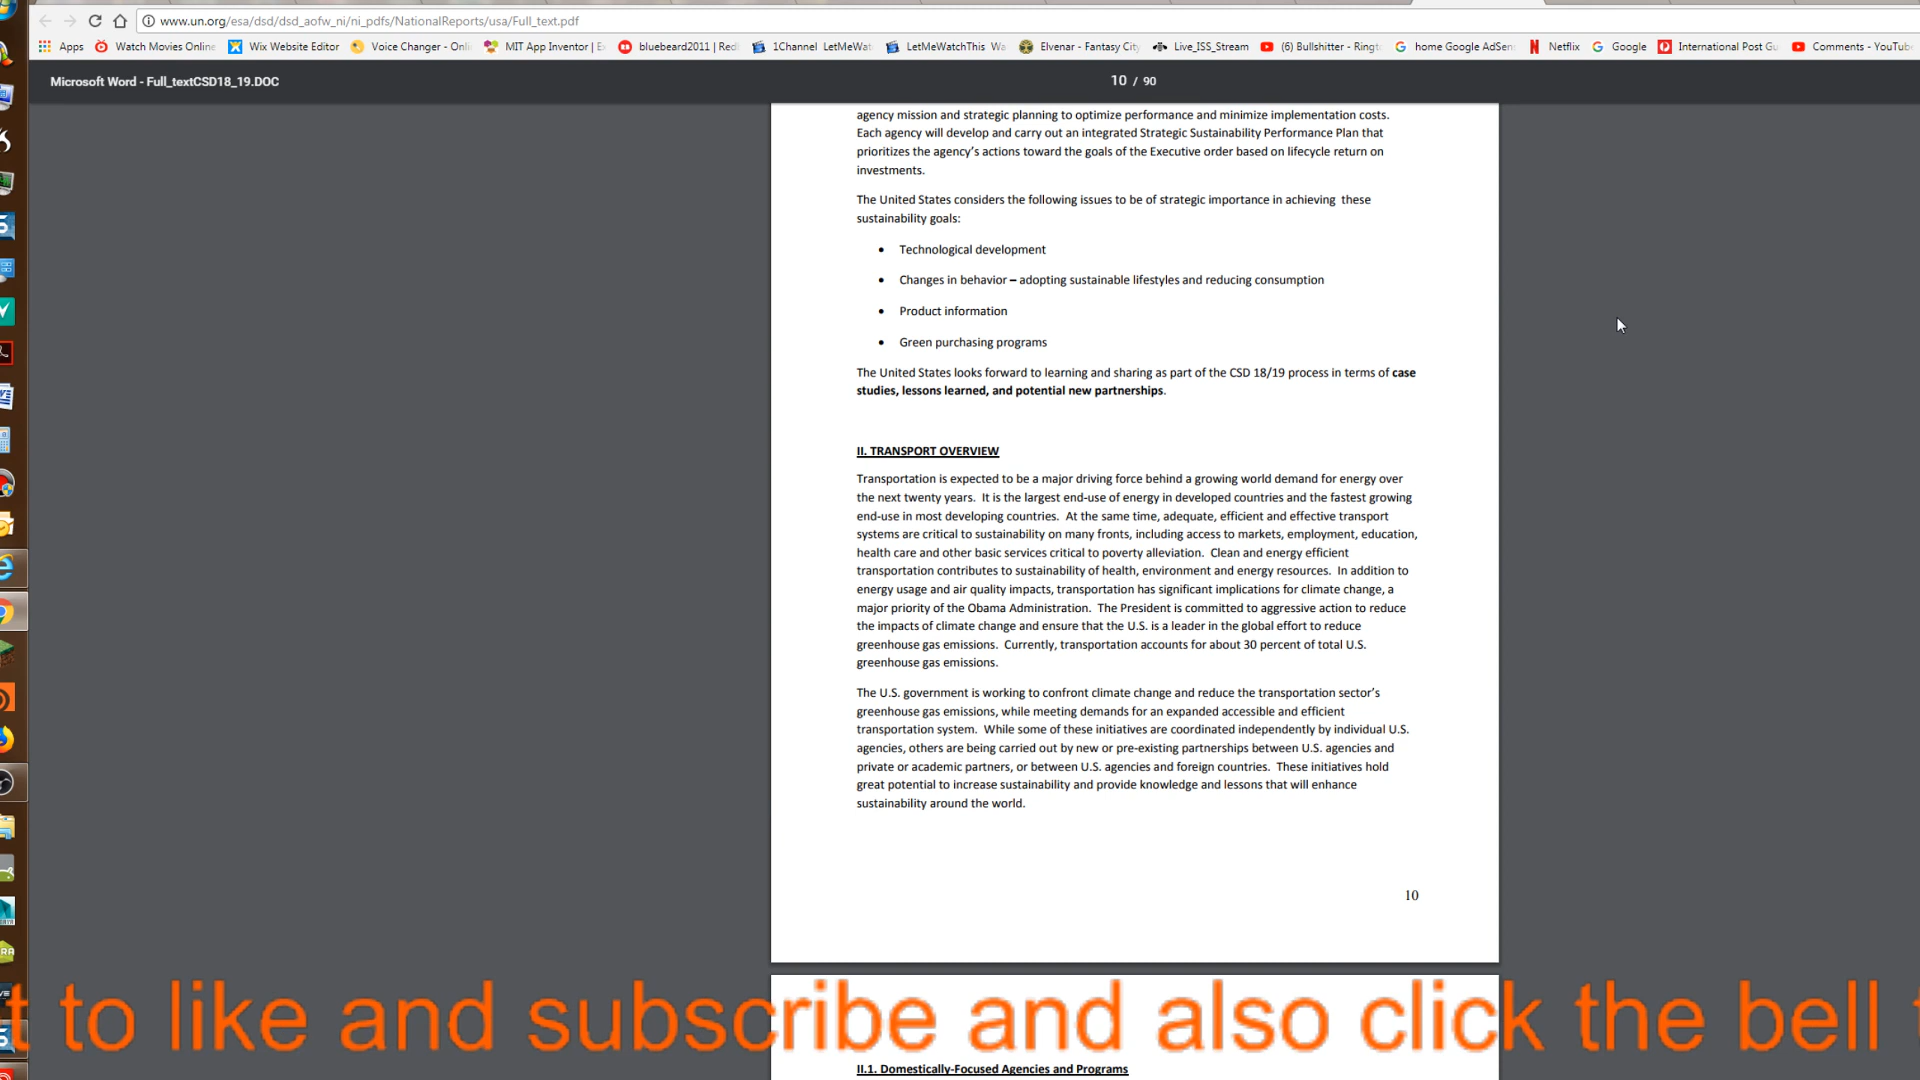 www.un.org/esa/dsd/dsd_aofw_ni/ni_pdfs/NationalReports/usa/Full_text.pdf
Apps Watch Movies Online Wix Website Editor Voice Changer - Onli MIT App Inventor | E bluebeard2011 | Red 1Channel LetMeWat LetMeWatchThis Wa Elvenar - Fantasy City Live_ISS_Stream (6) Bullshitter - Ringt home Google AdSen Netflix Google International Post Gu Comments - YouTube
Microsoft Word - Full_textCSD18_19.DOC 10 / 90
agency mission and strategic planning to optimize performance and minimize implementation costs.
Each agency will develop and carry out an integrated Strategic Sustainability Performance Plan that
prioritizes the agency's actions toward the goals of the Executive order based on lifecycle return on
investments.
The United States considers the following issues to be of strategic importance in achieving these
sustainability goals:
• Technological development
• Changes in behavior – adopting sustainable lifestyles and reducing consumption
• Product information
• Green purchasing programs
The United States looks forward to learning and sharing as part of the CSD 18/19 process in terms of case
studies, lessons learned, and potential new partnerships.
II. TRANSPORT OVERVIEW
Transportation is expected to be a major driving force behind a growing world demand for energy over
the next twenty years. It is the largest end-use of energy in developed countries and the fastest growing
end-use in most developing countries. At the same time, adequate, efficient and effective transport
systems are critical to sustainability on many fronts, including access to markets, employment, education,
health care and other basic services critical to poverty alleviation. Clean and energy efficient
transportation contributes to sustainability of health, environment and energy resources. In addition to
energy usage and air quality impacts, transportation has significant implications for climate change, a
major priority of the Obama Administration. The President is committed to aggressive action to reduce
the impacts of climate change and ensure that the U.S. is a leader in the global effort to reduce
greenhouse gas emissions. Currently, transportation accounts for about 30 percent of total U.S.
greenhouse gas emissions.
The U.S. government is working to confront climate change and reduce the transportation sector's
greenhouse gas emissions, while meeting demands for an expanded accessible and efficient
transportation system. While some of these initiatives are coordinated independently by individual U.S.
agencies, others are being carried out by new or pre-existing partnerships between U.S. agencies and
private or academic partners, or between U.S. agencies and foreign countries. These initiatives hold
great potential to increase sustainability and provide knowledge and lessons that will enhance
sustainability around the world.
10
t to like and subscribe and also click the bell
II.1. Domestically-Focused Agencies and Programs